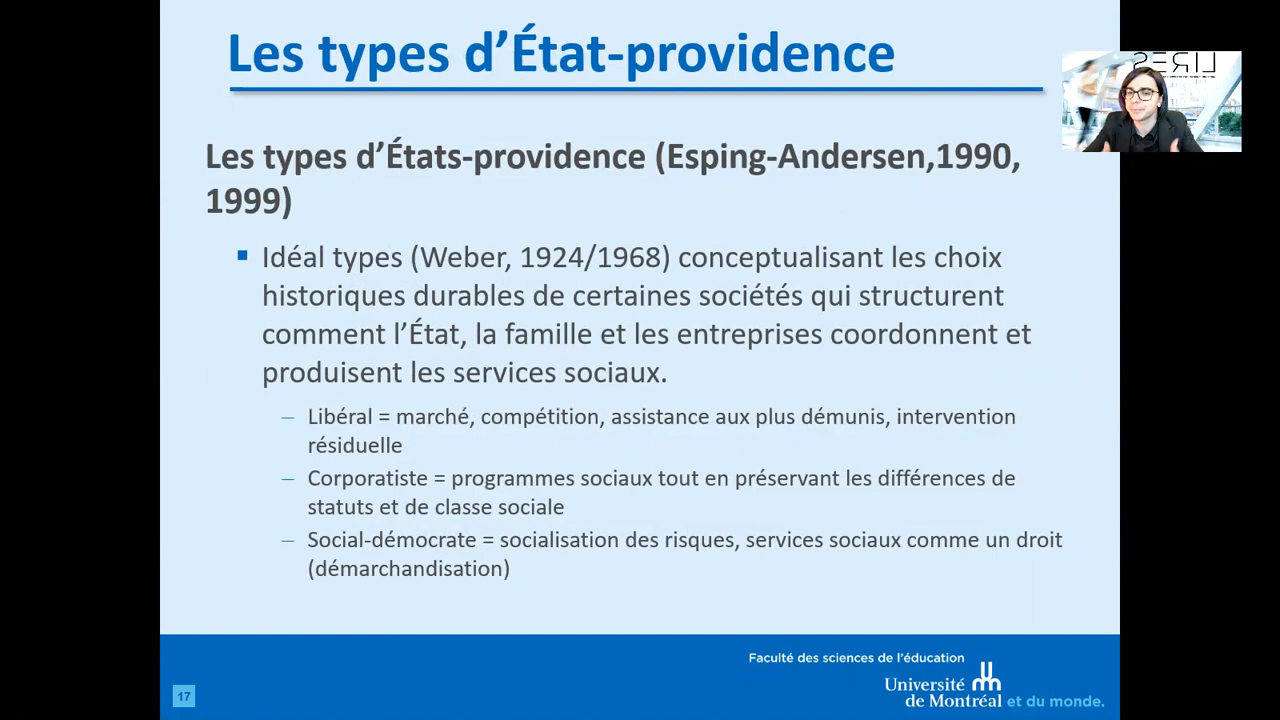 Les types d’État-providence
Les types d’États-providence (Esping-Andersen,1990,
1999)
Idéal types (Weber, 1924/1968) conceptualisant les choix
historiques durables de certaines sociétés qui structurent
comment l’État, la famille et les entreprises coordonnent et
produisent les services sociaux.
– Libéral = marché, compétition, assistance aux plus démunis, intervention
résiduelle
– Corporatiste = programmes sociaux tout en préservant les différences de
statuts et de classe sociale
– Social-démocrate = socialisation des risques, services sociaux comme un droit
(démarchandisation)
Faculté des sciences de l’éducation
Université
de Montréal et du monde.
17